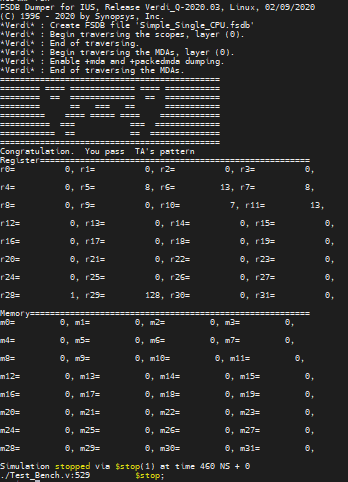 FSDB Dumper for IUS, Release Verdi_Q-2020.03, Linux, 02/09/2020
(C) 1996 - 2020 by Synopsys, Inc.
*Verdi* : Create FSDB file 'Simple_Single_CPU.fsdb'
*Verdi* : Begin traversing the scopes, layer (0).
*Verdi* : End of traversing.
*Verdi* : Begin traversing the MDAs, layer (0).
*Verdi* : Enable +mda and +packedmda dumping.
*Verdi* : End of traversing the MDAs.
Congratulation.  You pass  TA's pattern
Register=======================================================
r0=          0, r1=          0, r2=          0, r3=          0,
r4=          0, r5=          8, r6=         13, r7=          8,
r8=          0, r9=          0, r10=          7, r11=         13,
r12=          0, r13=          0, r14=          0, r15=          0,
r16=          0, r17=          0, r18=          0, r19=          0,
r20=          0, r21=          0, r22=          0, r23=          0,
r24=          0, r25=          0, r26=          0, r27=          0,
r28=          1, r29=        128, r30=          0, r31=          0,
Memory=========================================================
m0=          0, m1=          0, m2=          0, m3=          0,
m4=          0, m5=          0, m6=          0, m7=          0,
m8=          0, m9=          0, m10=          0, m11=          0,
m12=          0, m13=          0, m14=          0, m15=          0,
m16=          0, m17=          0, m18=          0, m19=          0,
m20=          0, m21=          0, m22=          0, m23=          0,
m24=          0, m25=          0, m26=          0, m27=          0,
m28=          0, m29=          0, m30=          0, m31=          0,
Simulation stopped via $stop(1) at time 460 NS + 0
./Test_Bench.v:529          $stop;